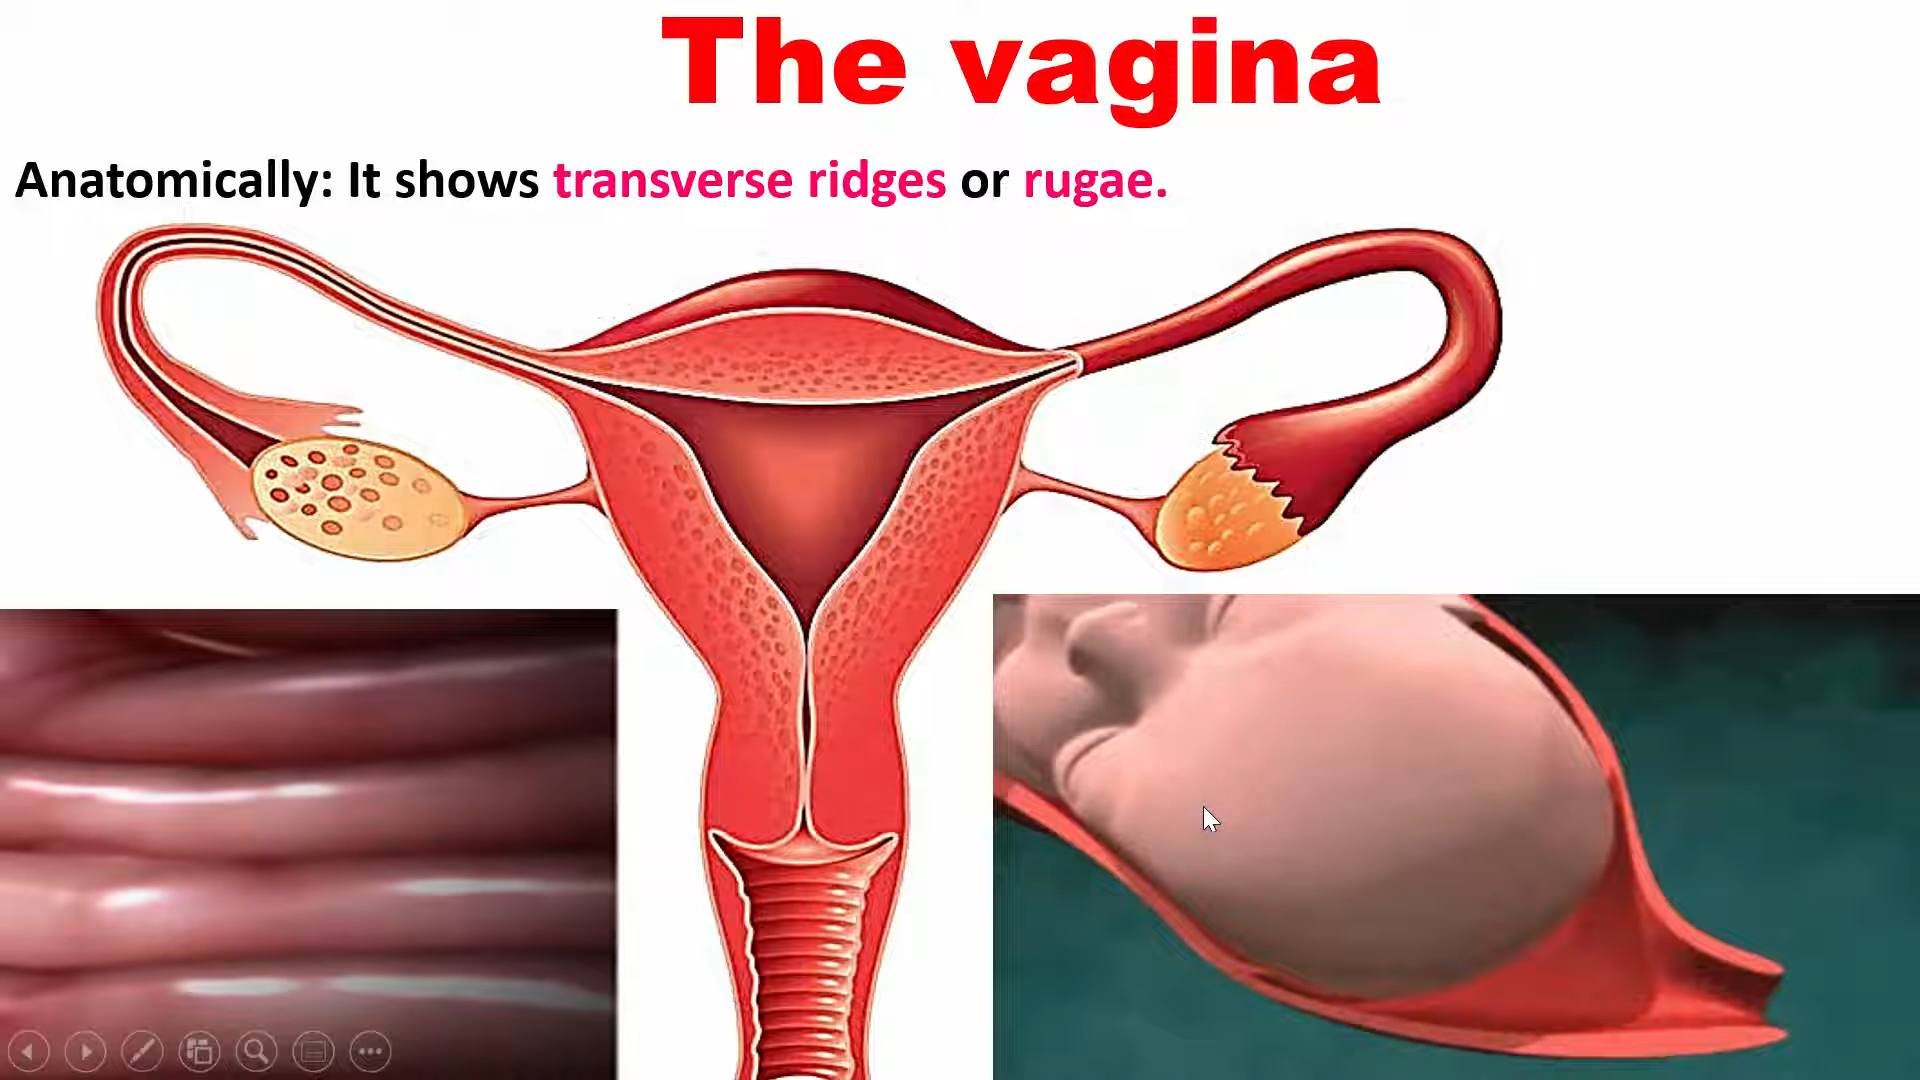 The vagina
Anatomically: It shows transverse ridges or rugae.